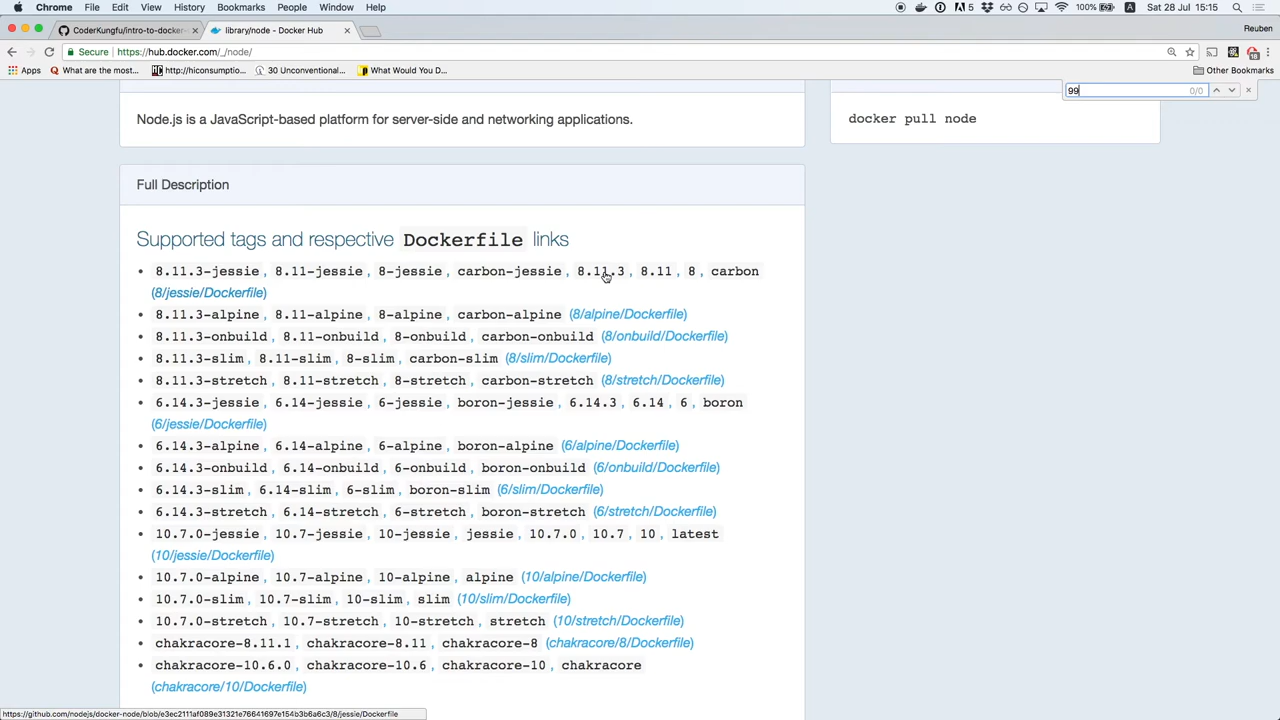 Chrome File Edit View History Bookmarks People Window Help 5 100% Sat 28 Jul 15:15
CoderKungfu/intro-to-docker- × library/node - Docker Hub × Reuben
Secure https://hub.docker.com/_/node/
Apps What are the most... http://hiconsumptio... 30 Unconventional... What Would You D... Other Bookmarks
99 0/0
Node.js is a JavaScript-based platform for server-side and networking applications.
docker pull node
Full Description
Supported tags and respective Dockerfile links
• 8.11.3-jessie, 8.11-jessie, 8-jessie, carbon-jessie, 8.11.3, 8.11, 8, carbon
(8/jessie/Dockerfile)
• 8.11.3-alpine, 8.11-alpine, 8-alpine, carbon-alpine (8/alpine/Dockerfile)
• 8.11.3-onbuild, 8.11-onbuild, 8-onbuild, carbon-onbuild (8/onbuild/Dockerfile)
• 8.11.3-slim, 8.11-slim, 8-slim, carbon-slim (8/slim/Dockerfile)
• 8.11.3-stretch, 8.11-stretch, 8-stretch, carbon-stretch (8/stretch/Dockerfile)
• 6.14.3-jessie, 6.14-jessie, 6-jessie, boron-jessie, 6.14.3, 6.14, 6, boron
(6/jessie/Dockerfile)
• 6.14.3-alpine, 6.14-alpine, 6-alpine, boron-alpine (6/alpine/Dockerfile)
• 6.14.3-onbuild, 6.14-onbuild, 6-onbuild, boron-onbuild (6/onbuild/Dockerfile)
• 6.14.3-slim, 6.14-slim, 6-slim, boron-slim (6/slim/Dockerfile)
• 6.14.3-stretch, 6.14-stretch, 6-stretch, boron-stretch (6/stretch/Dockerfile)
• 10.7.0-jessie, 10.7-jessie, 10-jessie, jessie, 10.7.0, 10.7, 10, latest
(10/jessie/Dockerfile)
• 10.7.0-alpine, 10.7-alpine, 10-alpine, alpine (10/alpine/Dockerfile)
• 10.7.0-slim, 10.7-slim, 10-slim, slim (10/slim/Dockerfile)
• 10.7.0-stretch, 10.7-stretch, 10-stretch, stretch (10/stretch/Dockerfile)
• chakracore-8.11.1, chakracore-8.11, chakracore-8 (chakracore/8/Dockerfile)
• chakracore-10.6.0, chakracore-10.6, chakracore-10, chakracore
(chakracore/10/Dockerfile)
https://github.com/nodejs/docker-node/blob/e3ec2111af089e31321e76641697e154b3b6a6c3/8/jessie/Dockerfile